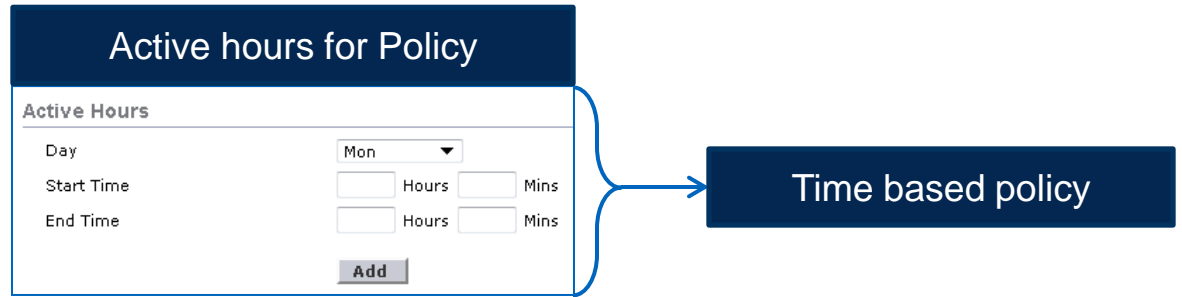 Active hours for Policy
Active Hours
Day Mon
Start Time Hours Mins
End Time Hours Mins
Add
Time based policy